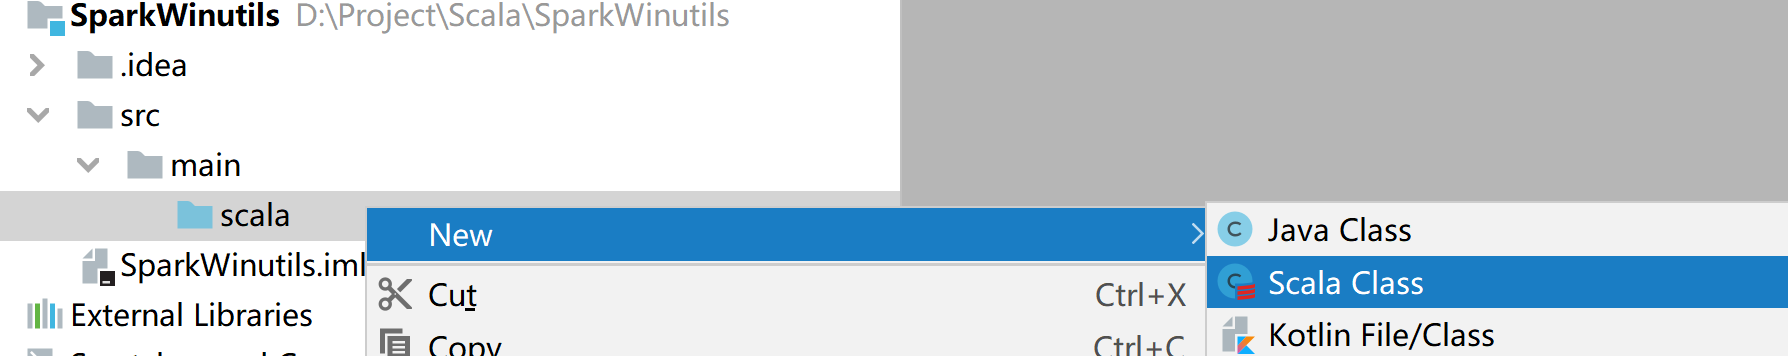 SparkWinutils D:\Project\Scala\SparkWinutils
.idea
src
main
scala
New
Java Class
SparkWinutils.iml
Scala Class
Cut Ctrl+X
External Libraries
Kotlin File/Class
Copy Ctrl+C